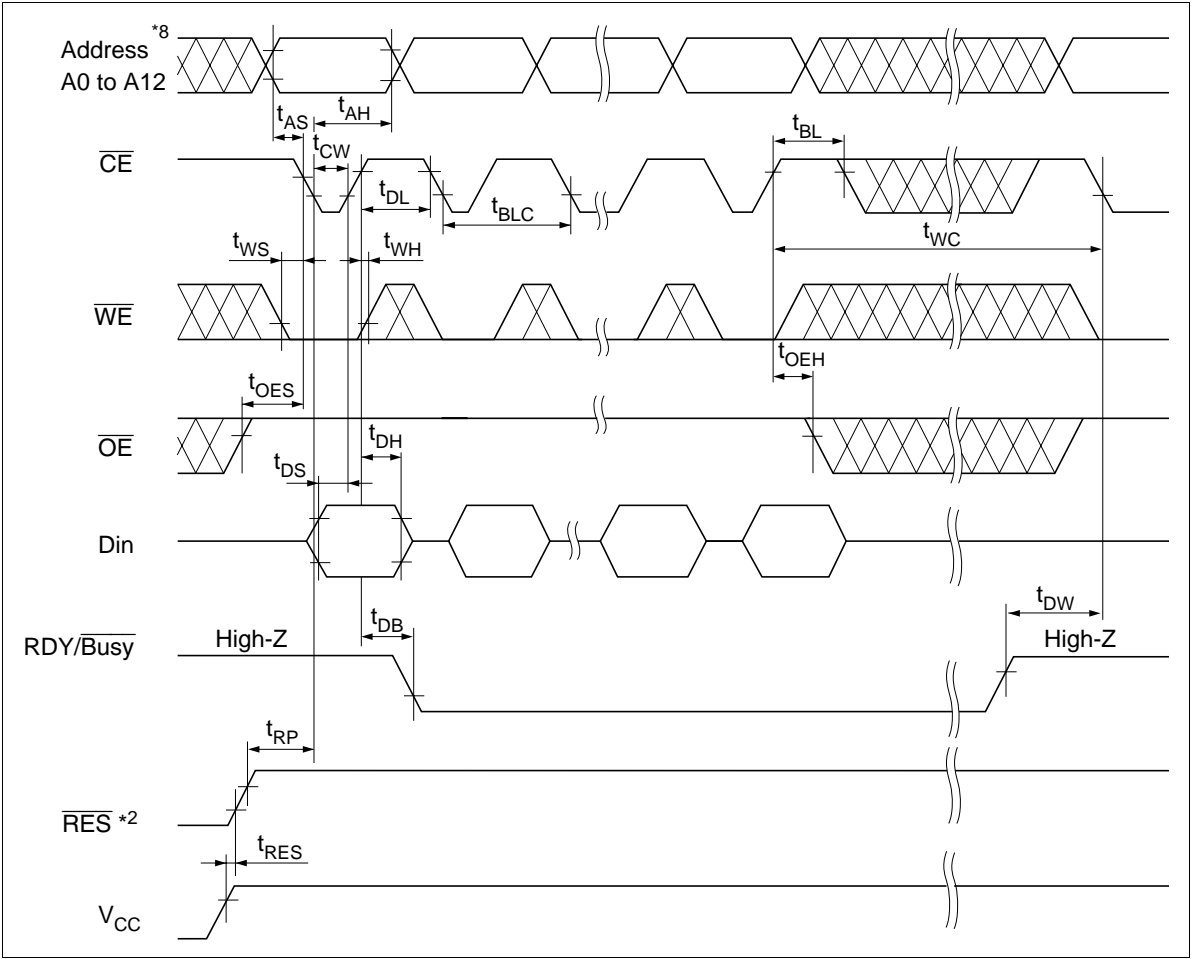 *8
Address
A0 to A12
tAS
tAH
CE
tCW
tBL
tDL
tBLC
tWC
tWS
tWH
WE
tOEH
tOES
OE
tDH
tDS
Din
tDW
tDB
RDY/Busy
High-Z
High-Z
tRP
RES *2
tRES
VCC